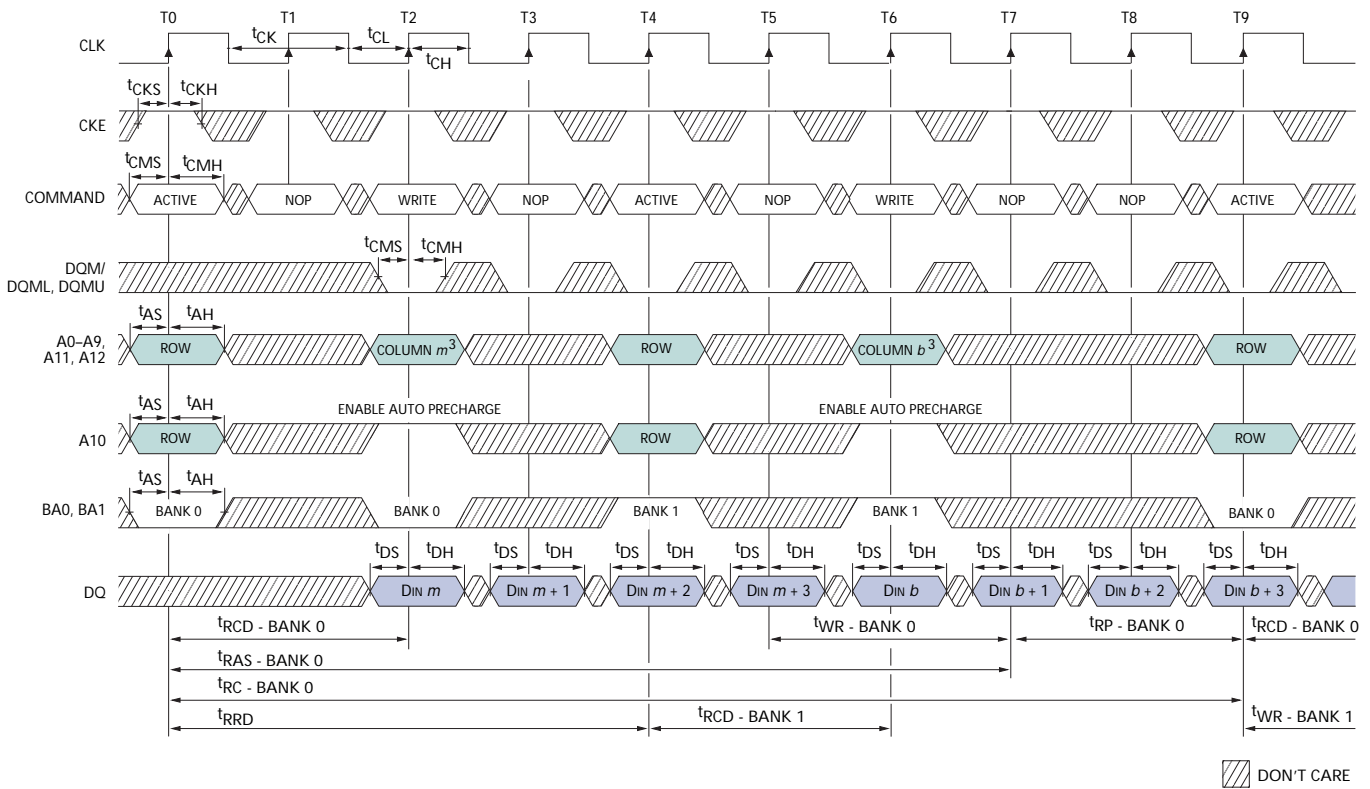 T0 T1 T2 T3 T4 T5 T6 T7 T8 T9
CLK
tCK tCL tCH
tCKS tCKH
CKE
tCMS tCMH
COMMAND ACTIVE NOP WRITE NOP ACTIVE NOP WRITE NOP NOP ACTIVE
tCMS tCMH
DQM/
DQML, DQMU
tAS tAH
A0–A9,
A11, A12
ROW COLUMN m3 ROW COLUMN b3 ROW
tAS tAH ENABLE AUTO PRECHARGE ENABLE AUTO PRECHARGE
A10 ROW ROW ROW
tAS tAH
BA0, BA1 BANK 0 BANK 0 BANK 1 BANK 1 BANK 0
tDS tDH tDS tDH tDS tDH tDS tDH tDS tDH tDS tDH tDS tDH tDS tDH
DQ DIN m DIN m + 1 DIN m + 2 DIN m + 3 DIN b DIN b + 1 DIN b + 2 DIN b + 3
tRCD - BANK 0 tWR - BANK 0 tRP - BANK 0 tRCD - BANK 0
tRAS - BANK 0
tRC - BANK 0
tRRD tRCD - BANK 1 tWR - BANK 1
DON'T CARE